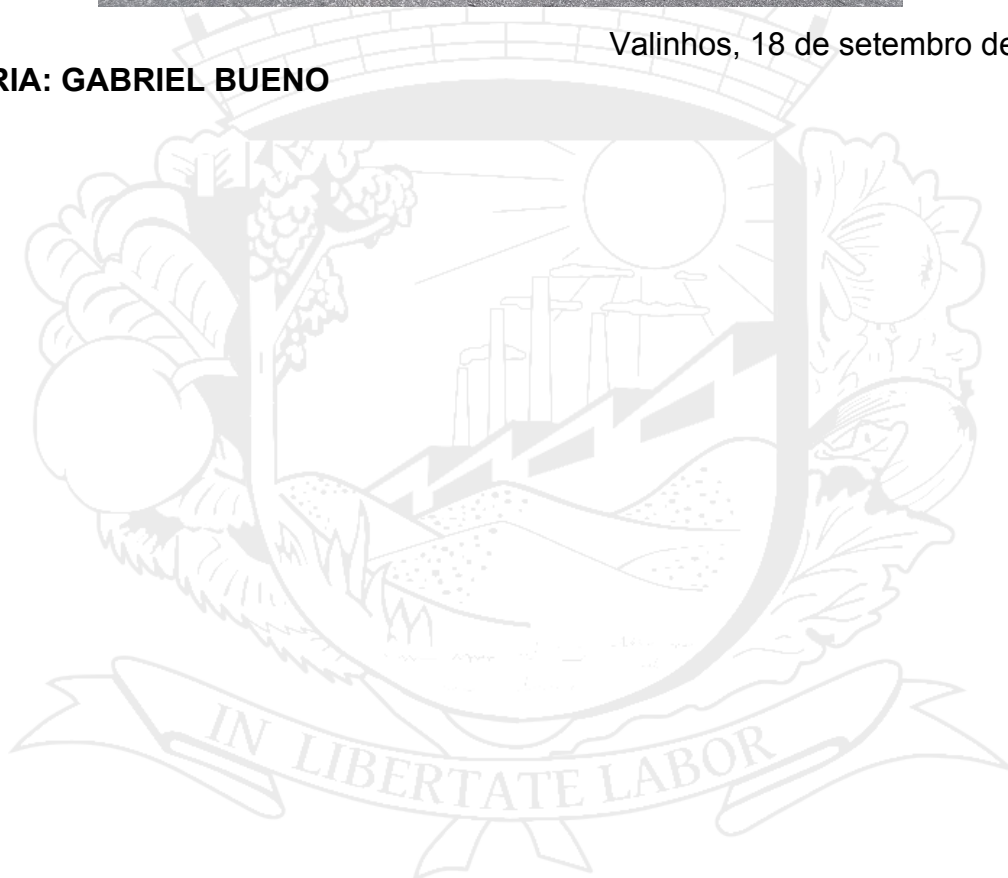 Valinhos, 18 de setembro de
RIA: GABRIEL BUENO
IN LIBERTATE LABOR